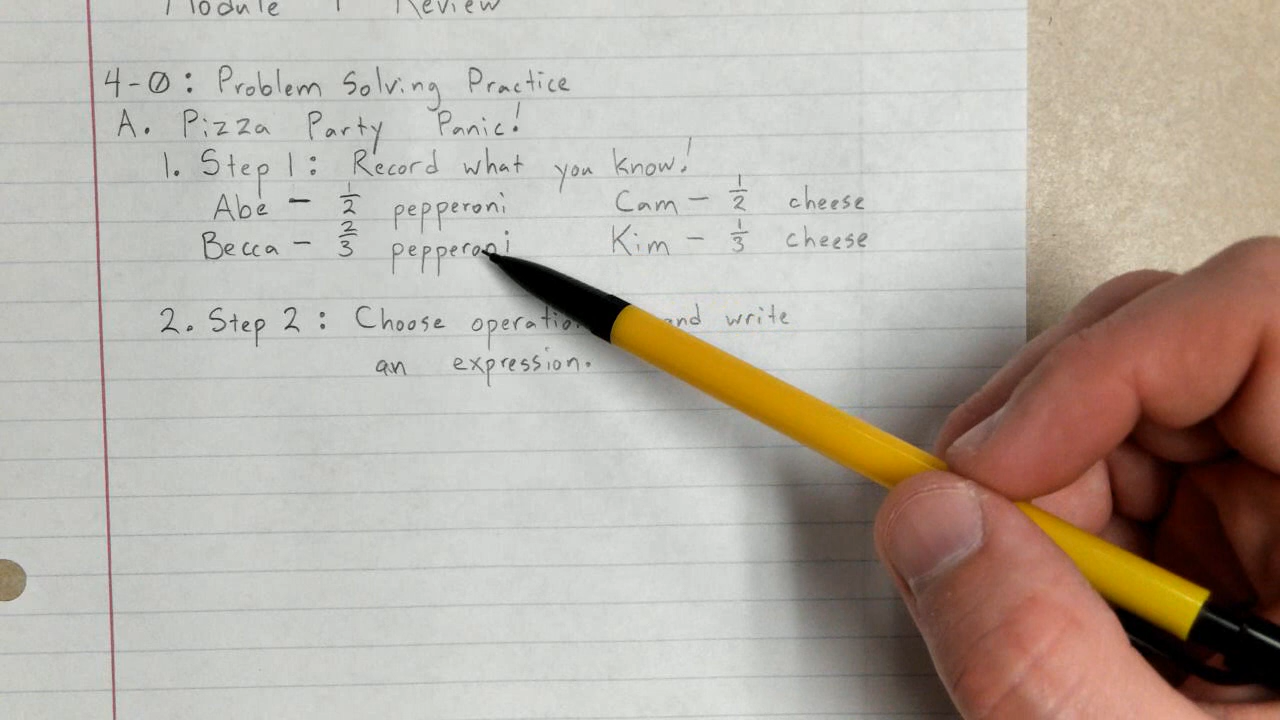 Module 4 Review
4-0: Problem Solving Practice
A. Pizza Party Panic!
1. Step 1: Record what you know!
Abe - 1/2 pepperoni Cam - 1/2 cheese
Becca - 2/3 pepperoni Kim - 1/3 cheese
2. Step 2: Choose and write
an expression.